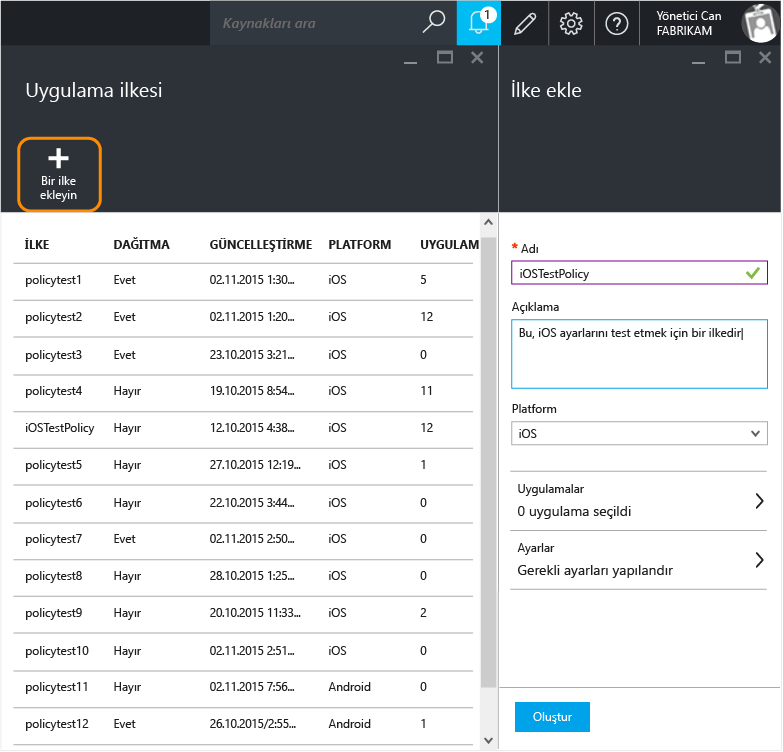 Kaynakları ara
1
Yönetici Can
FABRIKAM
Uygulama ilkesi
Bir ilke
ekleyin
İLKE DAĞITMA GÜNCELLEŞTİRME PLATFORM UYGULAM
policytest1 Evet 02.11.2015 1:30... iOS 5
policytest2 Evet 02.11.2015 1:20... iOS 12
policytest3 Evet 23.10.2015 3:21... iOS 0
policytest4 Hayır 19.10.2015 8:54... iOS 11
iOSTestPolicy Hayır 12.10.2015 4:38... iOS 12
policytest5 Hayır 27.10.2015 12:19... iOS 1
policytest6 Hayır 22.10.2015 3:44... iOS 0
policytest7 Evet 02.11.2015 2:50... iOS 0
policytest8 Hayır 28.10.2015 1:25... iOS 0
policytest9 Hayır 20.10.2015 11:33... iOS 2
policytest10 Hayır 02.11.2015 2:51... iOS 0
policytest11 Hayır 02.11.2015 7:56... Android 0
policytest12 Evet 26.10.2015/2:55... Android 1
İlke ekle
* Adı
iOSTestPolicy
Açıklama
Bu, iOS ayarlarını test etmek için bir ilkedir
Platform
iOS
Uygulamalar
0 uygulama seçildi
Ayarlar
Gerekli ayarları yapılandır
Oluştur